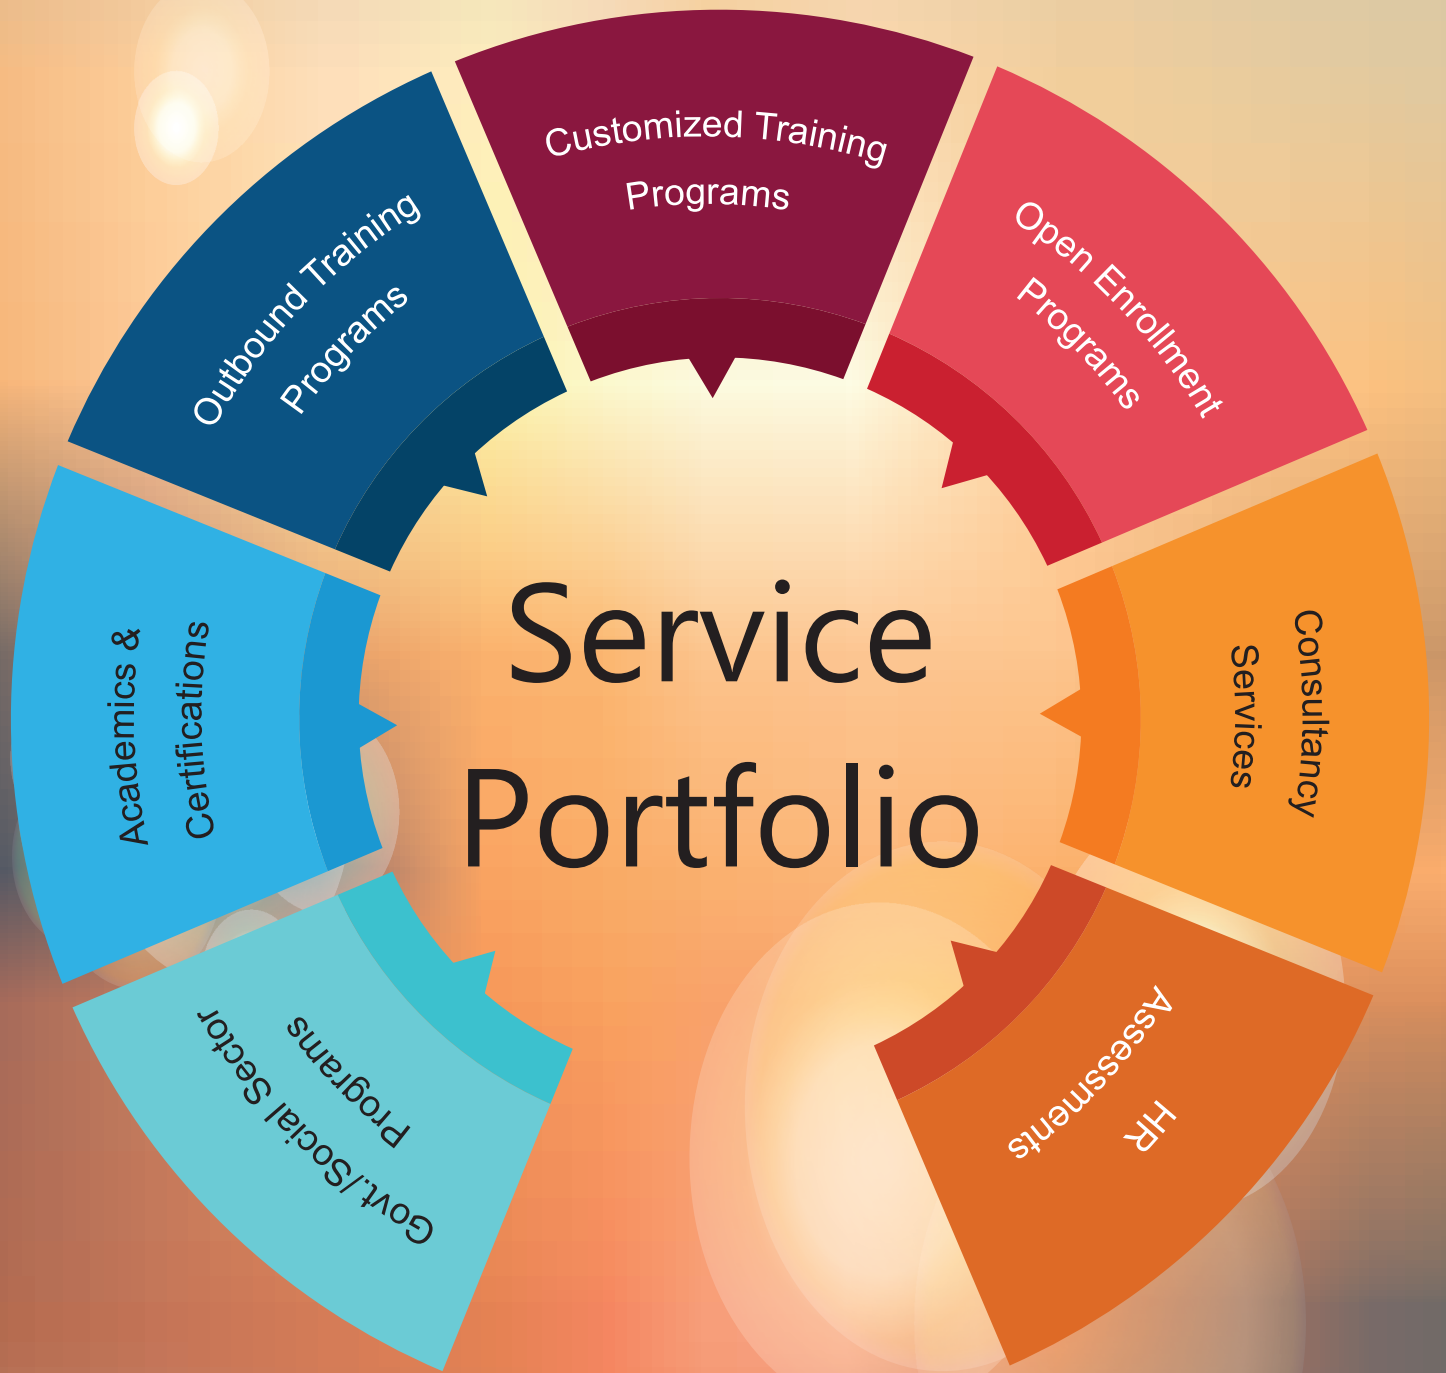 Customized Training
Programs
Open Enrollment
Programs
Consultancy
Services
HR
Assessments
Govt./Social Sector
Programs
Academics &
Certifications
Outbound Training
Programs
Service
Portfolio